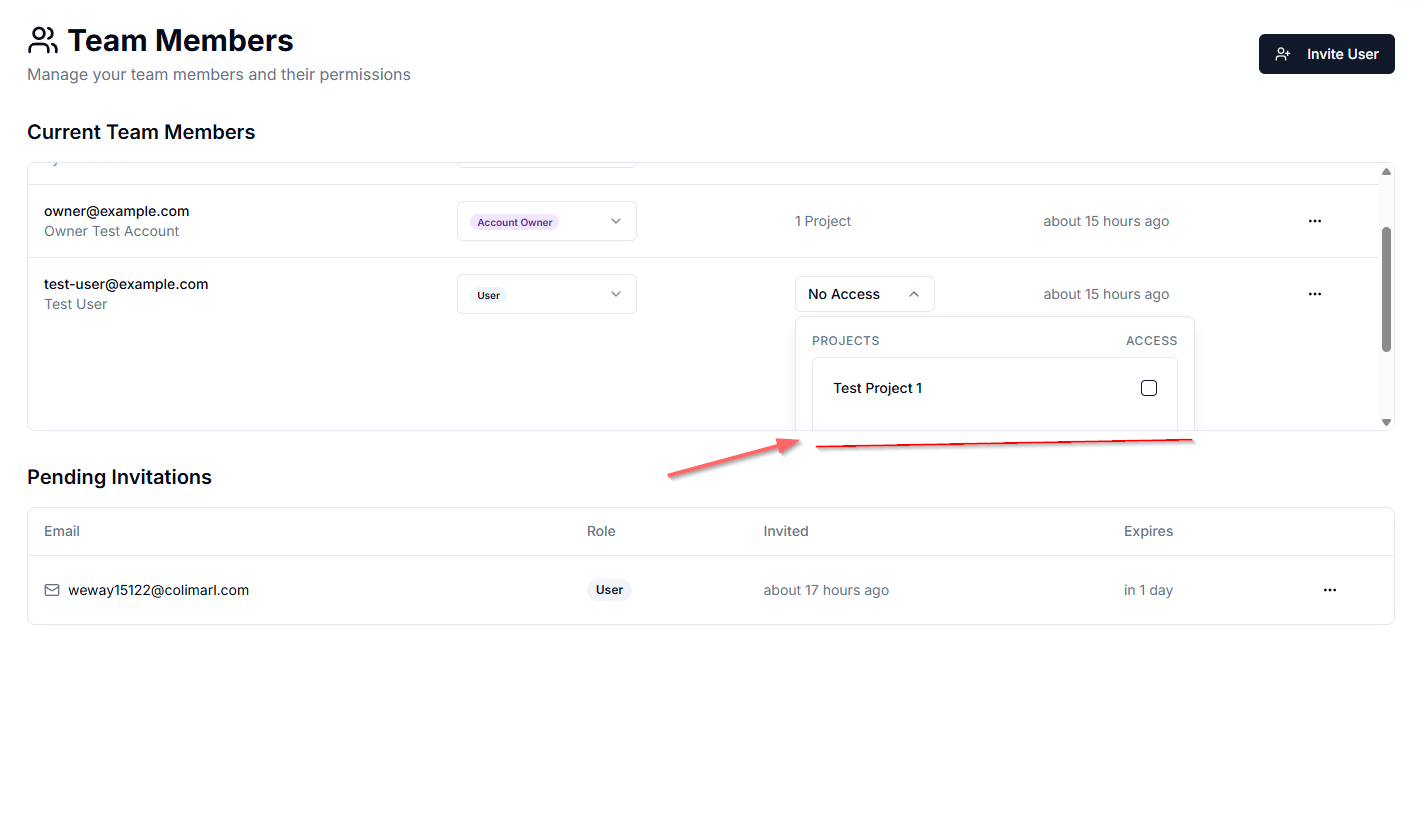 Team Members
Manage your team members and their permissions
Invite User
Current Team Members
owner@example.com
Owner Test Account
Account Owner
1 Project
about 15 hours ago
test-user@example.com
Test User
User
No Access
about 15 hours ago
PROJECTS
ACCESS
Test Project 1
Pending Invitations
Email
Role
Invited
Expires
weway15122@colimarl.com
User
about 17 hours ago
in 1 day